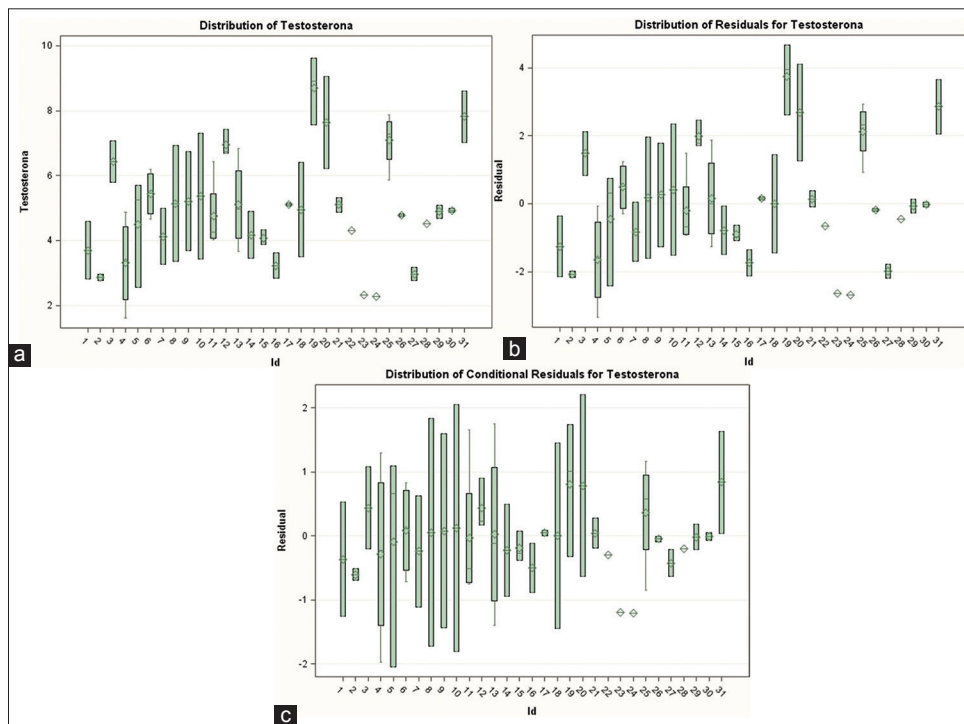 Distribution of Testosterona
Testosterona
10
8
6
4
2
1 2 3 4 5 6 7 8 9 10 11 12 13 14 15 16 17 18 19 20 21 22 23 24 25 26 27 28 29 30 31
Id
a
Distribution of Residuals for Testosterona
Residual
4
2
0
-2
1 2 3 4 5 6 7 8 9 10 11 12 13 14 15 16 17 18 19 20 21 22 23 24 25 26 27 28 29 30 31
Id
b
Distribution of Conditional Residuals for Testosterona
Residual
2
1
0
-1
-2
1 2 3 4 5 6 7 8 9 10 11 12 13 14 15 16 17 18 19 20 21 22 23 24 25 26 27 28 29 30 31
Id
c